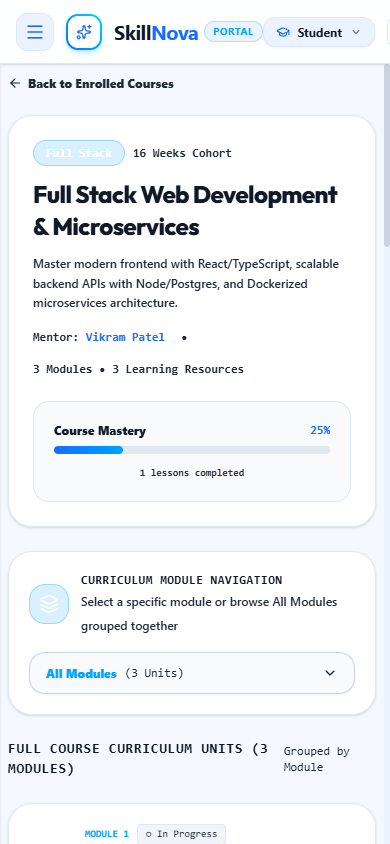 SkillNova PORTAL Student
Back to Enrolled Courses
Full Stack 16 Weeks Cohort
Full Stack Web Development
& Microservices
Master modern frontend with React/TypeScript, scalable
backend APIs with Node/Postgres, and Dockerized
microservices architecture.
Mentor: Vikram Patel •
3 Modules • 3 Learning Resources
Course Mastery 25%
1 lessons completed
CURRICULUM MODULE NAVIGATION
Select a specific module or browse All Modules
grouped together
All Modules (3 Units)
FULL COURSE CURRICULUM UNITS (3
MODULES)
Grouped by
Module
MODULE 1 ○ In Progress